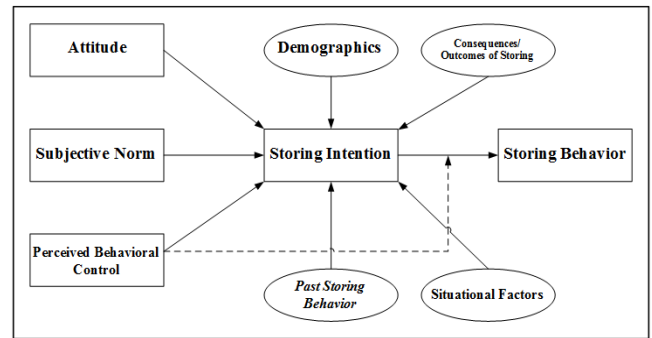 Attitude
Demographics
Consequences/
Outcomes of Storing
Subjective Norm
Storing Intention
Storing Behavior
Perceived Behavioral
Control
Past Storing
Behavior
Situational Factors